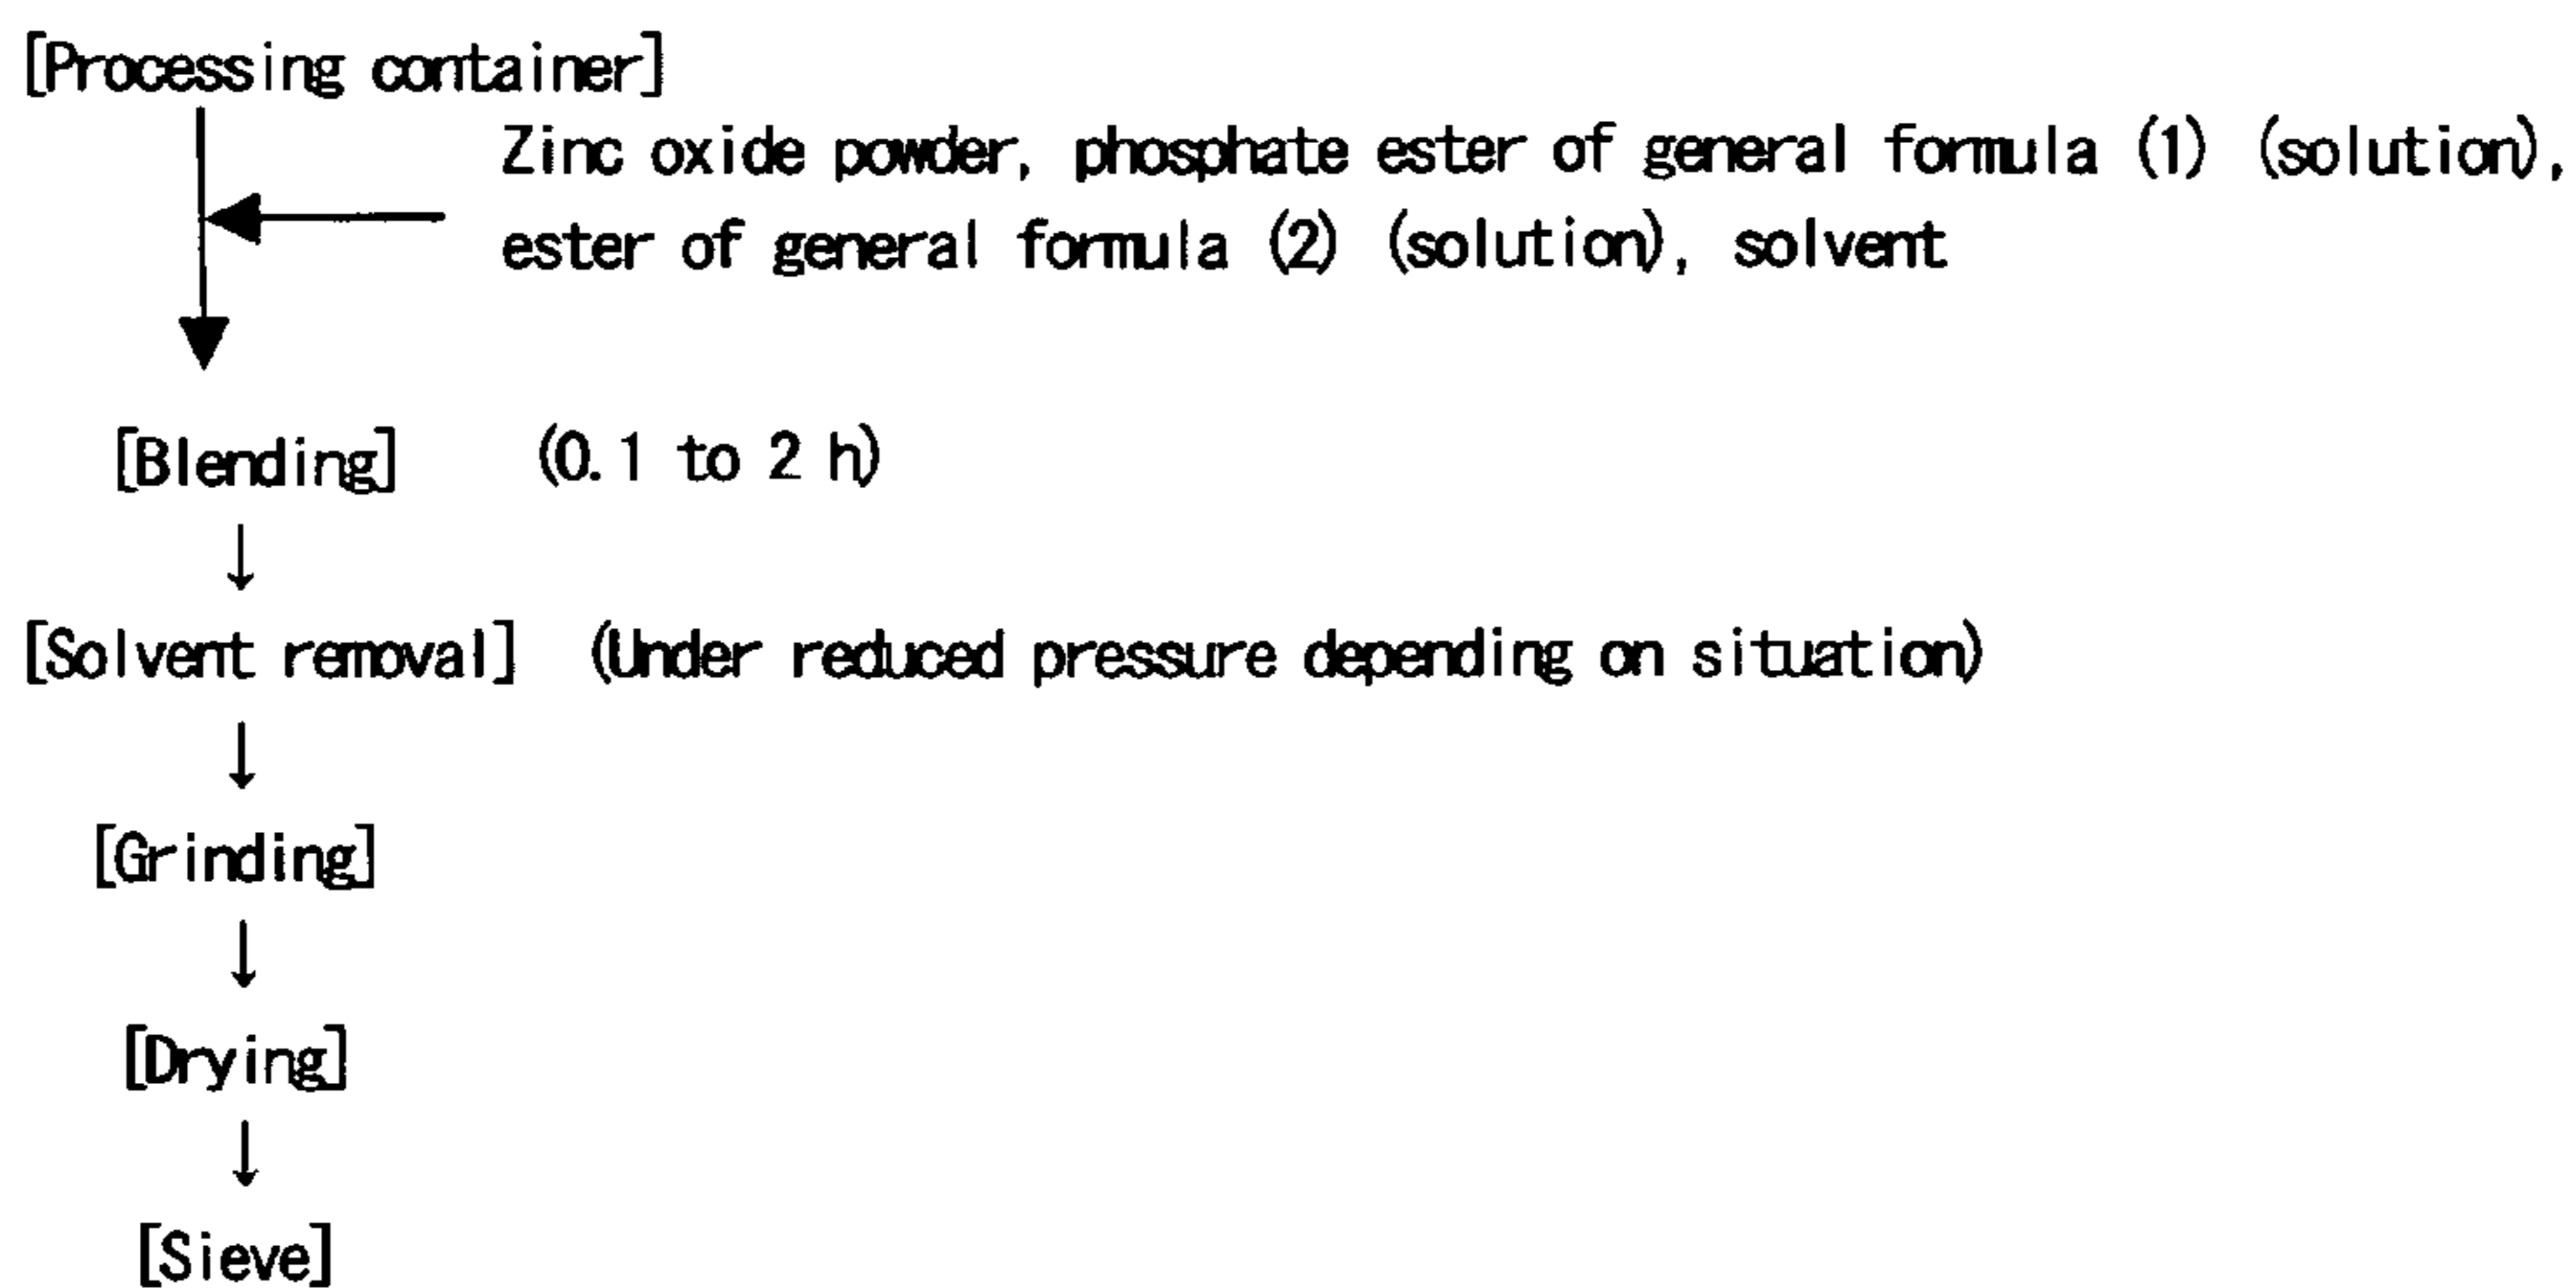 [Processing container]
Zinc oxide powder, phosphate ester of general formula (1) (solution),
ester of general formula (2) (solution), solvent
[Blending] (0.1 to 2 h)
↓
[Solvent removal] (Under reduced pressure depending on situation)
↓
[Grinding]
↓
[Drying]
↓
[Sieve]